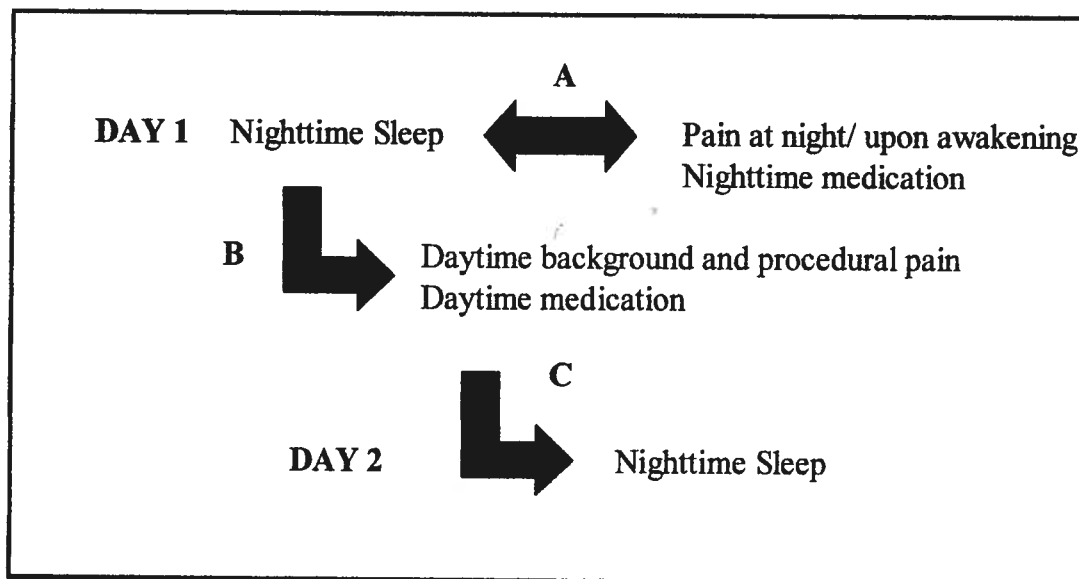 A
DAY 1 Nighttime Sleep
Pain at night/ upon awakening
Nighttime medication
B
Daytime background and procedural pain
Daytime medication
C
DAY 2 Nighttime Sleep